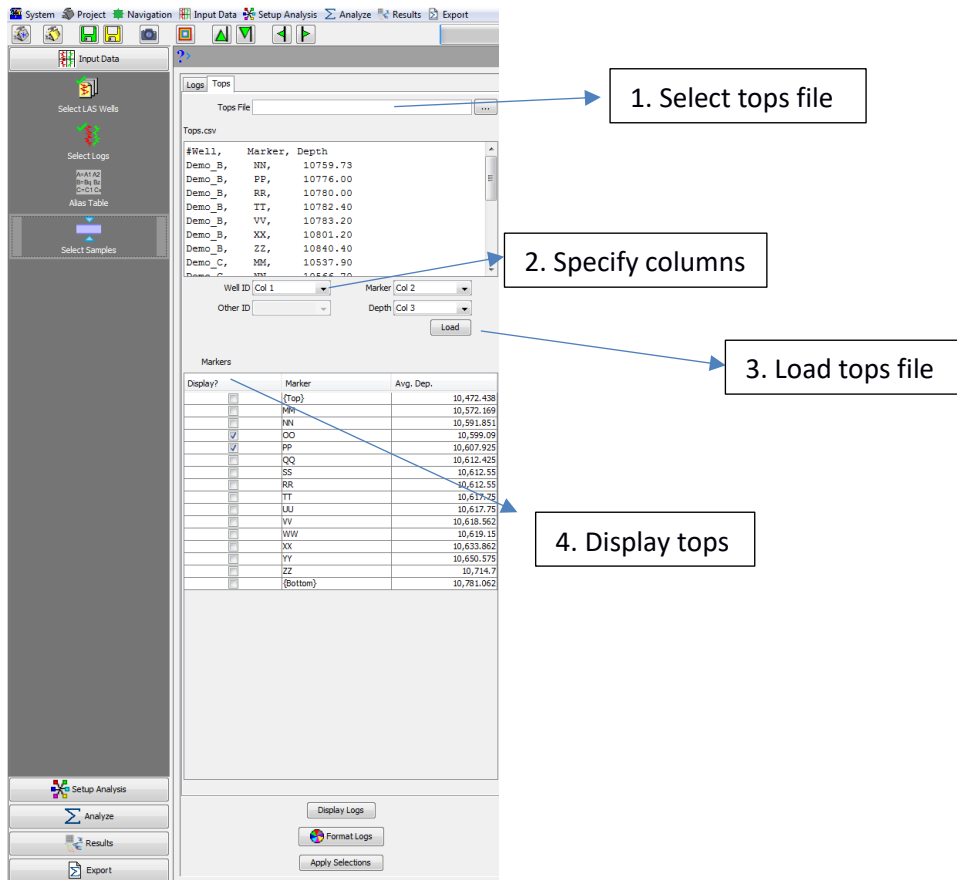 System Project Navigation Input Data Setup Analysis Analyze Results Export
Input Data
Select LAS Wells
Select Logs
A=A1 A2
B=Bq Bz
Alias Table
Select Samples
Setup Analysis
Analyze
Results
Export
?>
Logs Tops
Tops File ...
Tops.csv
#Well, Marker, Depth
Demo_B, NN, 10759.73
Demo_B, PP, 10776.00
Demo_B, RR, 10780.00
Demo_B, TT, 10782.40
Demo_B, VV, 10783.20
Demo_B, XX, 10801.20
Demo_B, ZZ, 10840.40
Demo_C, MM, 10537.90
Demo_C, NN, 10566.70
Well ID Col 1 Marker Col 2
Other ID Depth Col 3
Load
Markers
Display? Marker Avg. Dep.
{Top} 10,472.438
MM 10,572.169
NN 10,591.851
OO 10,599.09
PP 10,607.925
QQ 10,612.425
SS 10,612.55
RR 10,612.55
TT 10,617.75
UU 10,617.75
VV 10,618.562
WW 10,619.15
XX 10,633.862
YY 10,650.575
ZZ 10,714.7
{Bottom} 10,781.062
Display Logs
Format Logs
Apply Selections
1. Select tops file
2. Specify columns
3. Load tops file
4. Display tops